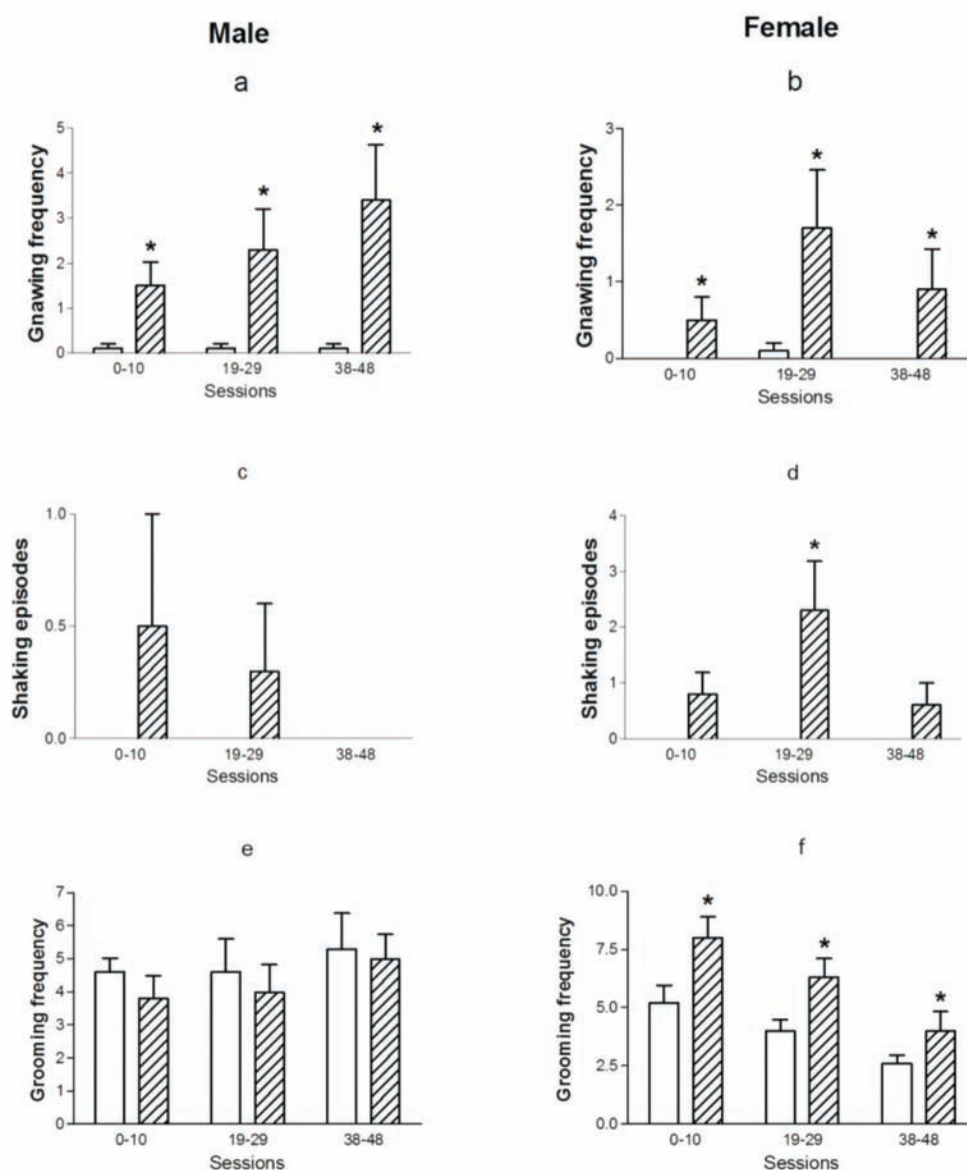 Male
Female
a
b
Gnawing frequency
5
4
3
2
1
0
*
*
*
0-10
19-29
38-48
Sessions
Gnawing frequency
3
2
1
0
*
*
*
0-10
19-29
38-48
Sessions
c
d
Shaking episodes
1.0
0.5
0.0
0-10
19-29
38-48
Sessions
Shaking episodes
4
3
2
1
0
*
0-10
19-29
38-48
Sessions
e
f
Grooming frequency
7
6
5
4
3
2
1
0
0-10
19-29
38-48
Sessions
Grooming frequency
10.0
7.5
5.0
2.5
0.0
*
*
*
0-10
19-29
38-48
Sessions